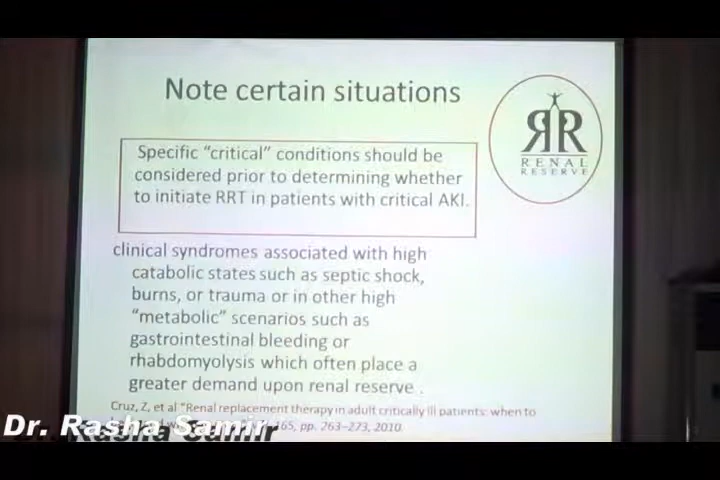 Note certain situations
RR
RENAL
RESERVE
Specific “critical” conditions should be
considered prior to determining whether
to initiate RRT in patients with critical AKI.
clinical syndromes associated with high
catabolic states such as septic shock,
burns, or trauma or in other high
“metabolic” scenarios such as
gastrointestinal bleeding or
rhabdomyolysis which often place a
greater demand upon renal reserve .
Cruz, Z, et al “Renal replacement therapy in adult critically ill patients: when to
165, pp. 263–273, 2010.
Dr. Rasha Samir